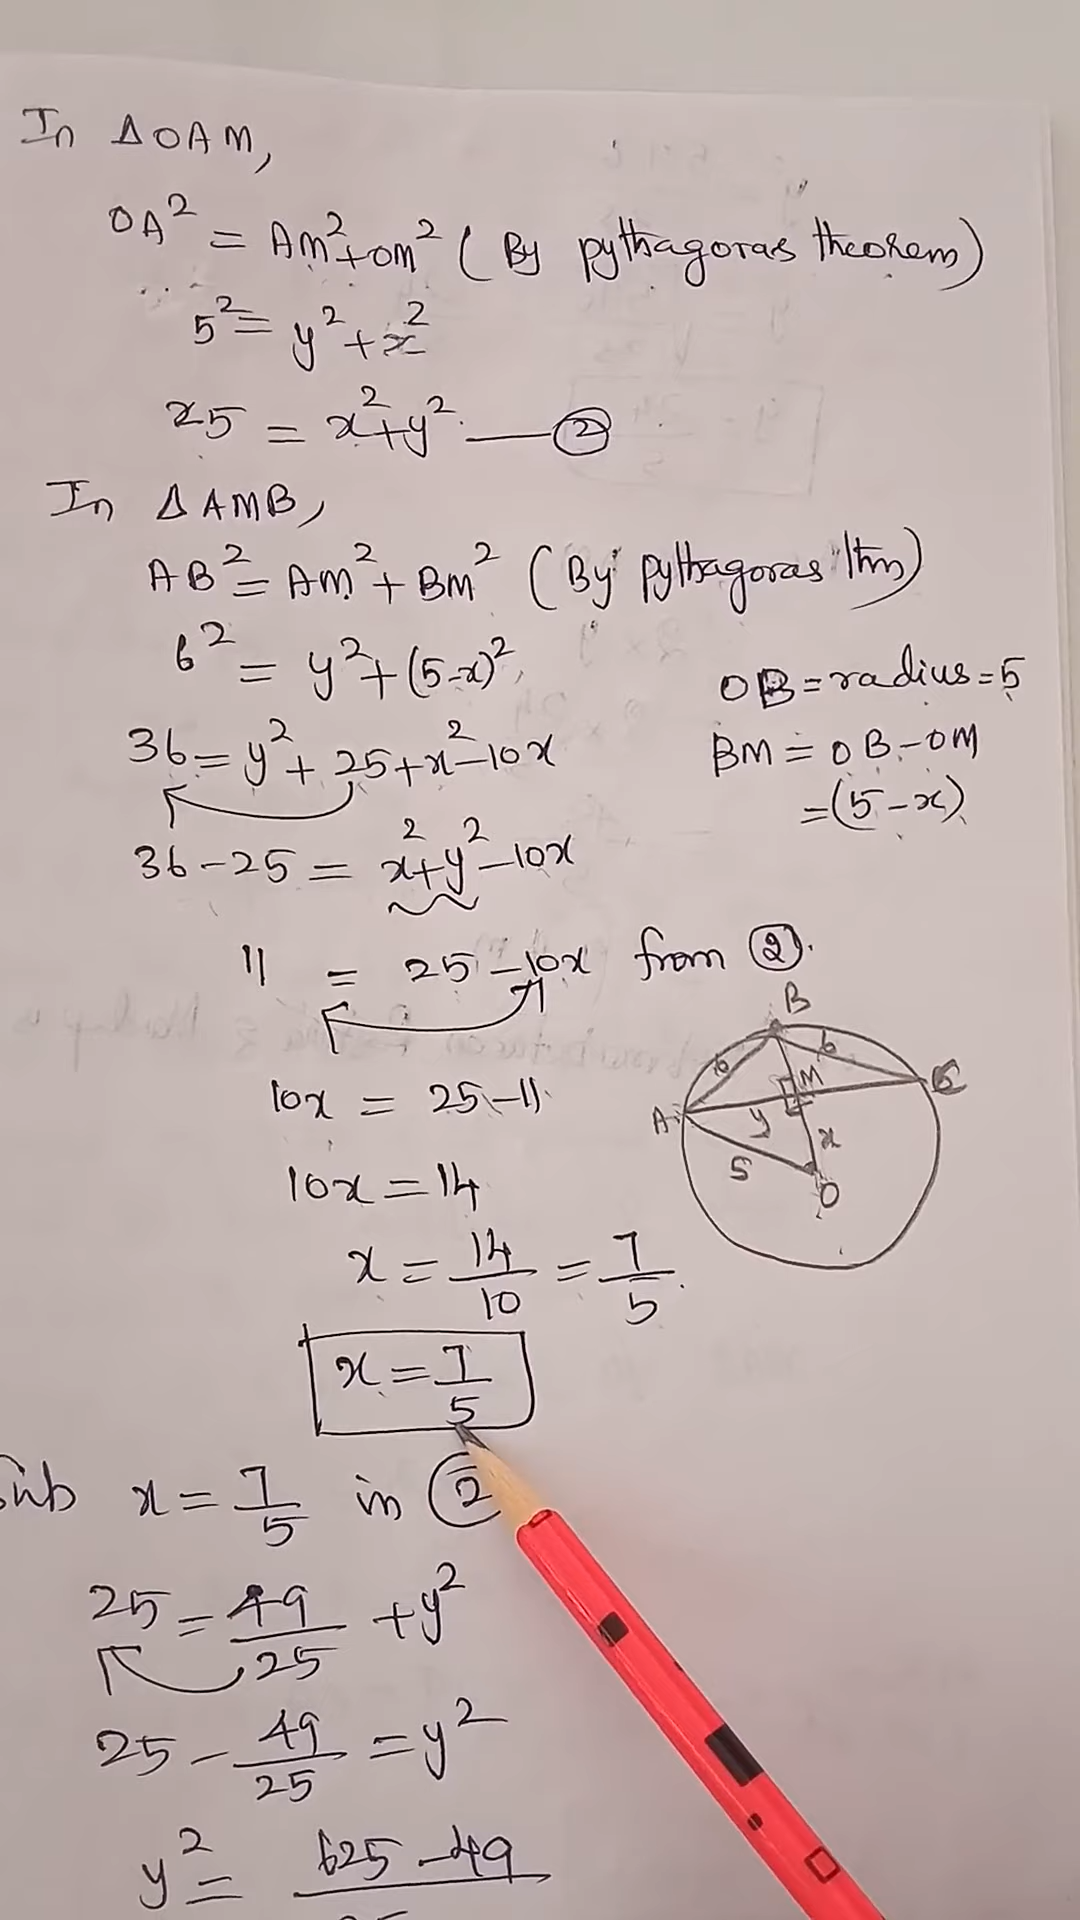 In ΔOAM,
OA² = AM² + OM² (By pythagoras theorem)
5² = y² + x²
25 = x² + y² — ②
In ΔAMB,
AB² = AM² + BM² (By pythagoras thm)
6² = y² + (5-x)²
OB = radius = 5
36 = y² + 25 + x² - 10x
BM = OB - OM
= (5-x)
36 - 25 = x² + y² - 10x
11 = 25 - 10x from ②.
10x = 25 - 11
10x = 14
x = 14/10 = 7/5
x = 7/5
Sub x = 7/5 in ②
25 = 49/25 + y²
25 - 49/25 = y²
y² = 625 - 49
B
6 6
M
A y C
x
5
O